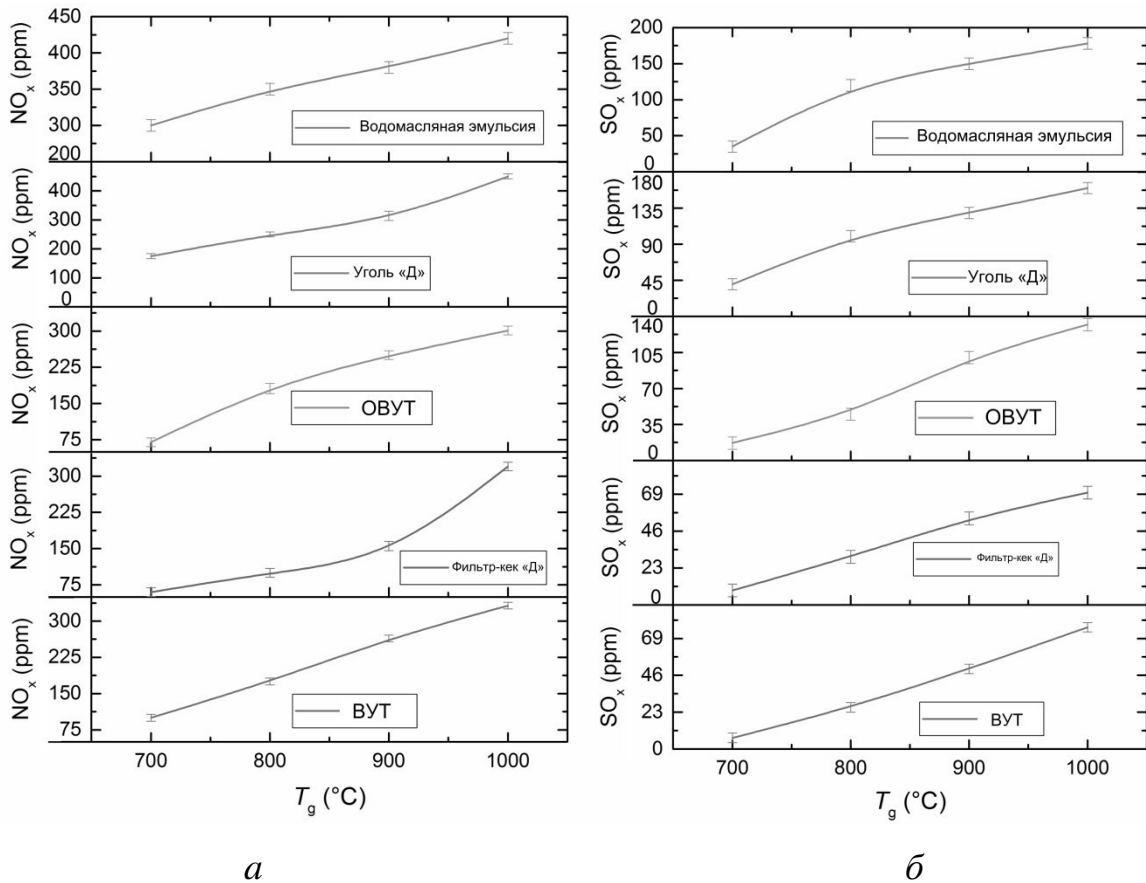 NOₓ (ppm)
450
400
350
300
200
Водомасляная эмульсия
NOₓ (ppm)
400
300
200
100
0
Уголь «Д»
NOₓ (ppm)
300
225
150
75
ОВУТ
NOₓ (ppm)
300
225
150
75
Фильтр-кек «Д»
NOₓ (ppm)
300
225
150
75
ВУТ
700 800 900 1000
T_g (°C)
а
SOₓ (ppm)
200
150
100
50
0
Водомасляная эмульсия
SOₓ (ppm)
180
135
90
45
0
Уголь «Д»
SOₓ (ppm)
140
105
70
35
0
ОВУТ
SOₓ (ppm)
69
46
23
0
Фильтр-кек «Д»
SOₓ (ppm)
69
46
23
0
ВУТ
700 800 900 1000
T_g (°C)
б